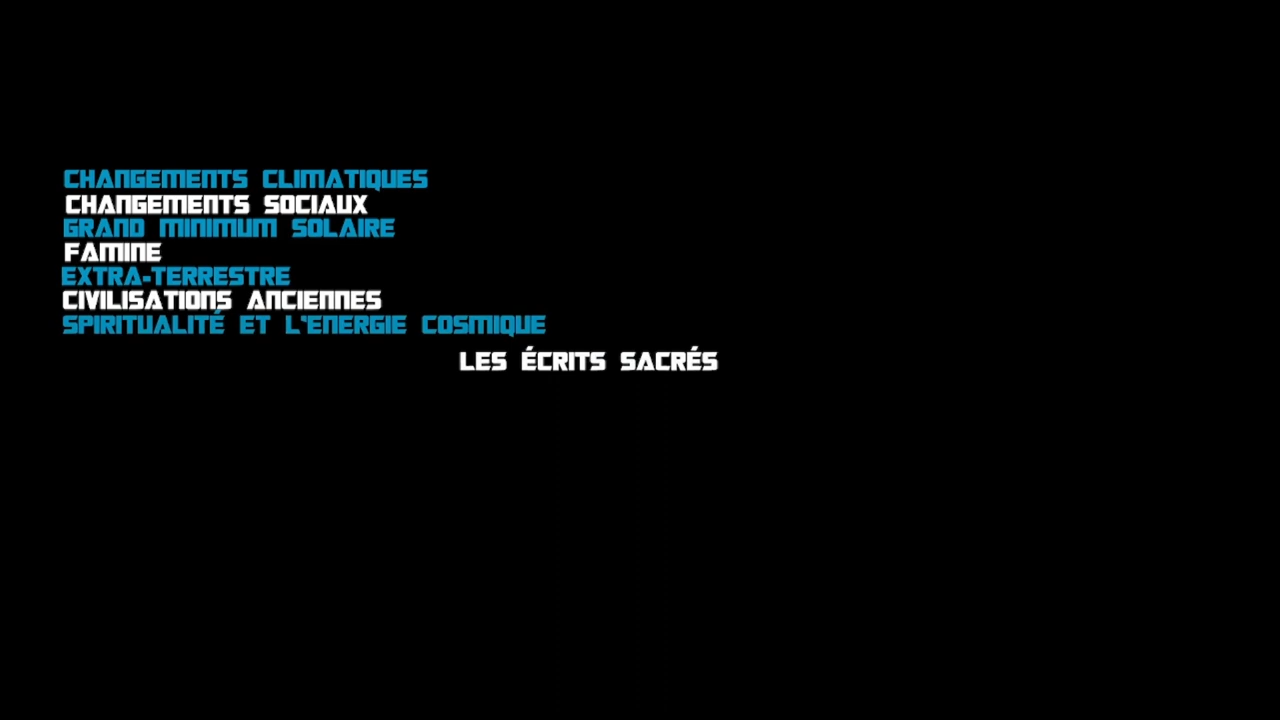 CHANGEMENTS CLIMATIQUES
CHANGEMENTS SOCIAUX
GRAND MINIMUM SOLAIRE
FAMINE
EXTRA-TERRESTRE
CIVILISATIONS ANCIENNES
SPIRITUALITÉ ET L'ENERGIE COSMIQUE
LES ÉCRITS SACRÉS